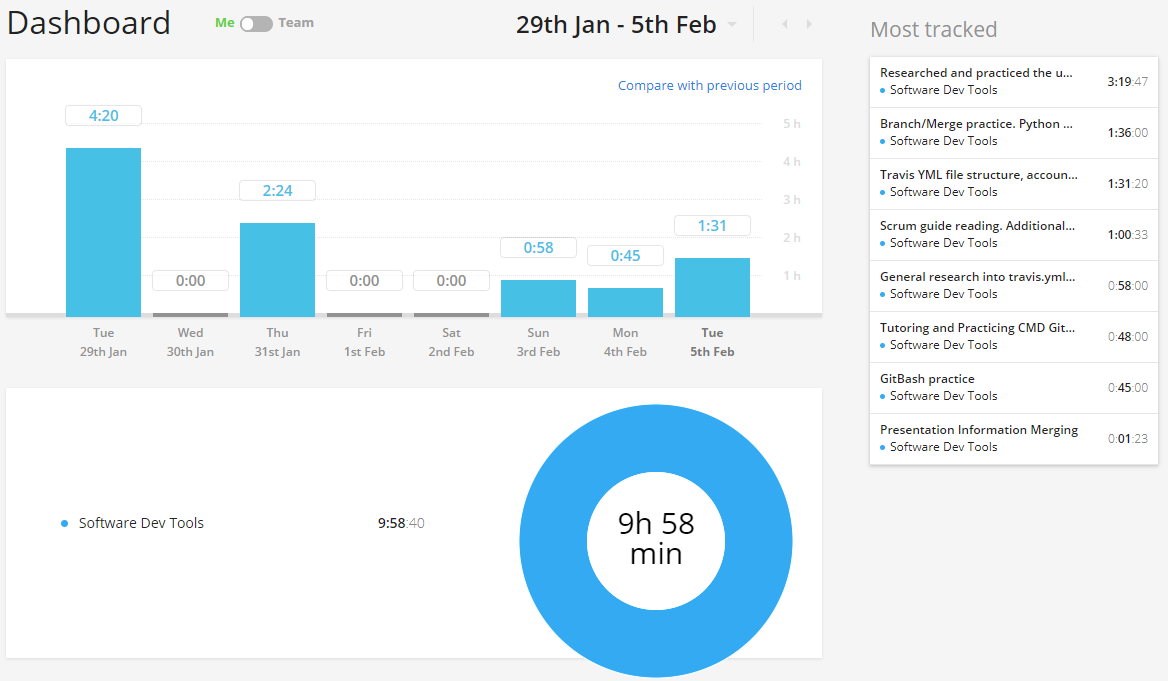 Dashboard
Me Team
29th Jan - 5th Feb
Compare with previous period
5 h
4 h
3 h
2 h
1 h
4:20
0:00
2:24
0:00
0:00
0:58
0:45
1:31
Tue Wed Thu Fri Sat Sun Mon Tue
29th Jan 30th Jan 31st Jan 1st Feb 2nd Feb 3rd Feb 4th Feb 5th Feb
Software Dev Tools 9:58:40
9h 58
min
Most tracked
Researched and practiced the u... 3:19:47
Software Dev Tools
Branch/Merge practice. Python ... 1:36:00
Software Dev Tools
Travis YML file structure, accoun... 1:31:20
Software Dev Tools
Scrum guide reading. Additional... 1:00:33
Software Dev Tools
General research into travis.yml... 0:58:00
Software Dev Tools
Tutoring and Practicing CMD Git... 0:48:00
Software Dev Tools
GitBash practice 0:45:00
Software Dev Tools
Presentation Information Merging 0:01:23
Software Dev Tools